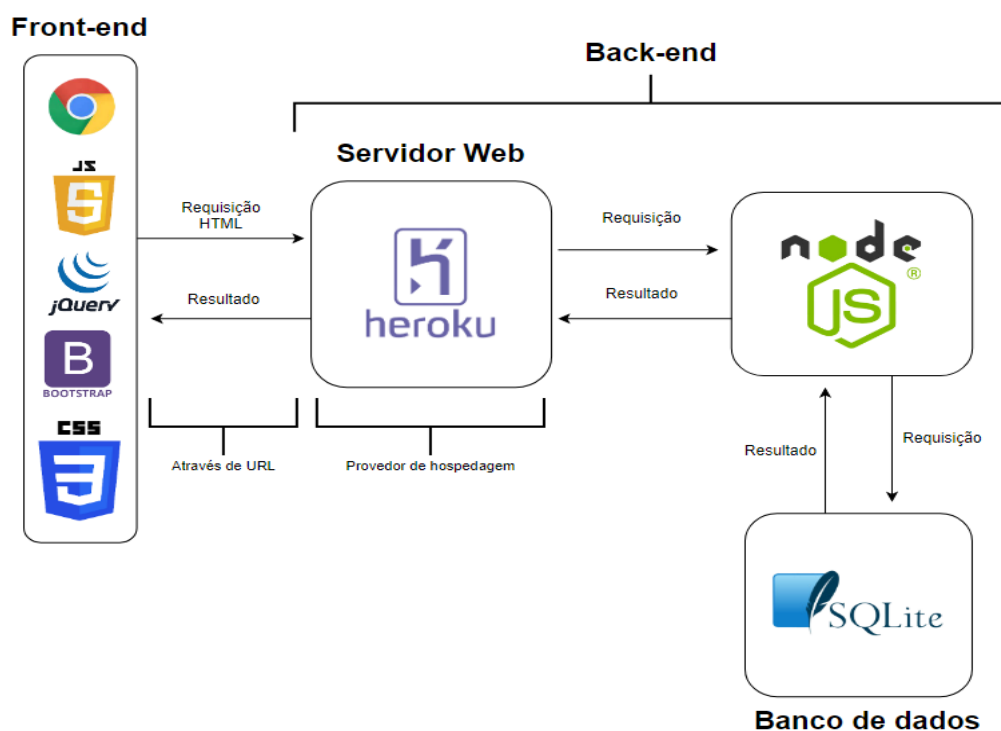 Front-end
Back-end
Servidor Web
JS
Requisição
HTML
Resultado
jQuery
B
BOOTSTRAP
CSS
3
heroku
Requisição
Resultado
node
JS
®
Através de URL
Provedor de hospedagem
Resultado
Requisição
SQLite
Banco de dados